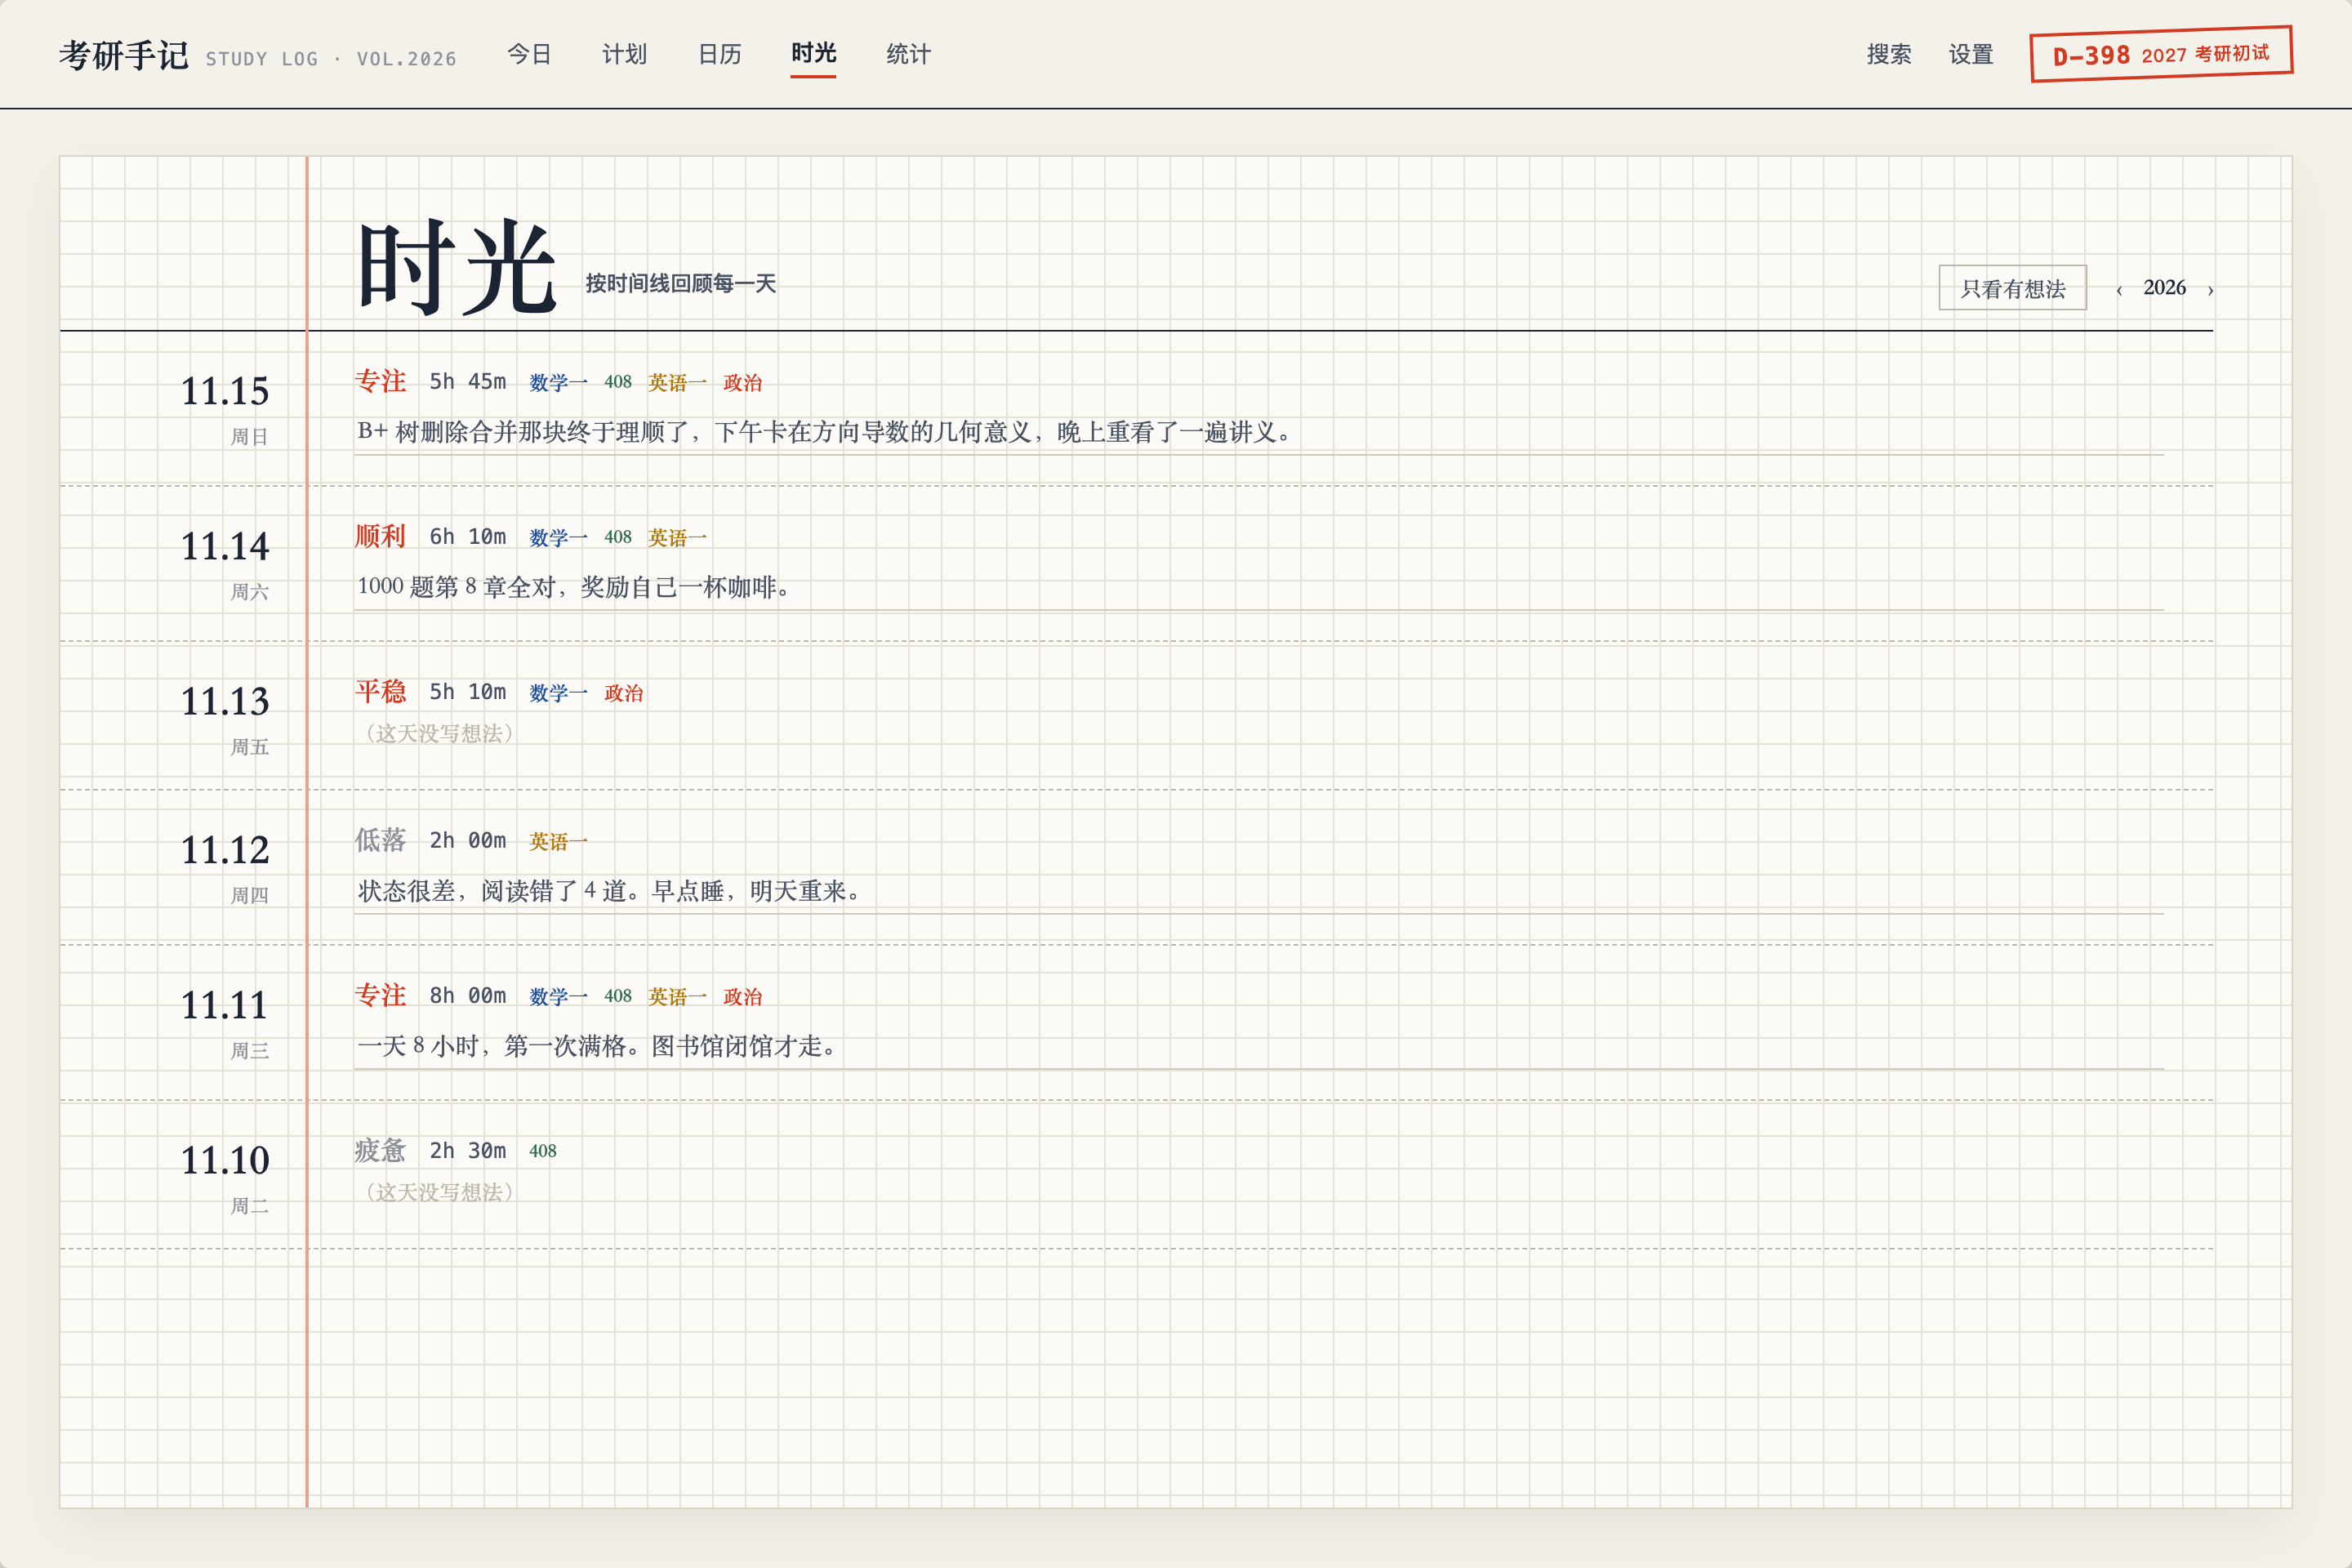 考研手记 STUDY LOG · VOL.2026 今日 计划 日历 时光 统计 搜索 设置 D−398 2027 考研初试
时光 按时间线回顾每一天 只看有想法 ‹ 2026 ›
11.15 专注 5h 45m 数学一 408 英语一 政治
周日 B+ 树删除合并那块终于理顺了，下午卡在方向导数的几何意义，晚上重看了一遍讲义。
11.14 顺利 6h 10m 数学一 408 英语一
周六 1000 题第 8 章全对，奖励自己一杯咖啡。
11.13 平稳 5h 10m 数学一 政治
周五 （这天没写想法）
11.12 低落 2h 00m 英语一
周四 状态很差，阅读错了 4 道。早点睡，明天重来。
11.11 专注 8h 00m 数学一 408 英语一 政治
周三 一天 8 小时，第一次满格。图书馆闭馆才走。
11.10 疲惫 2h 30m 408
周二 （这天没写想法）